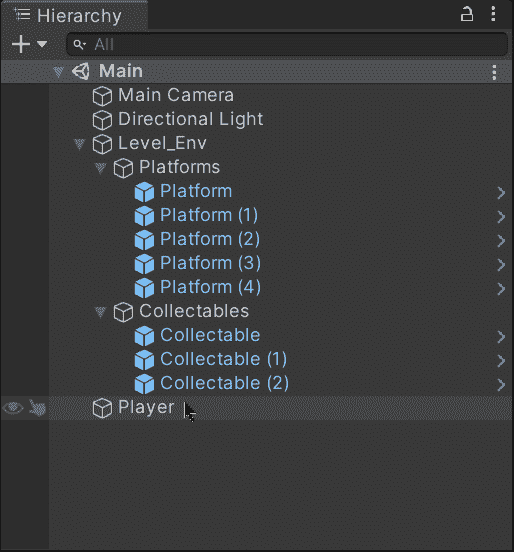 Hierarchy
All
Main
Main Camera
Directional Light
Level_Env
Platforms
Platform
Platform (1)
Platform (2)
Platform (3)
Platform (4)
Collectables
Collectable
Collectable (1)
Collectable (2)
Player